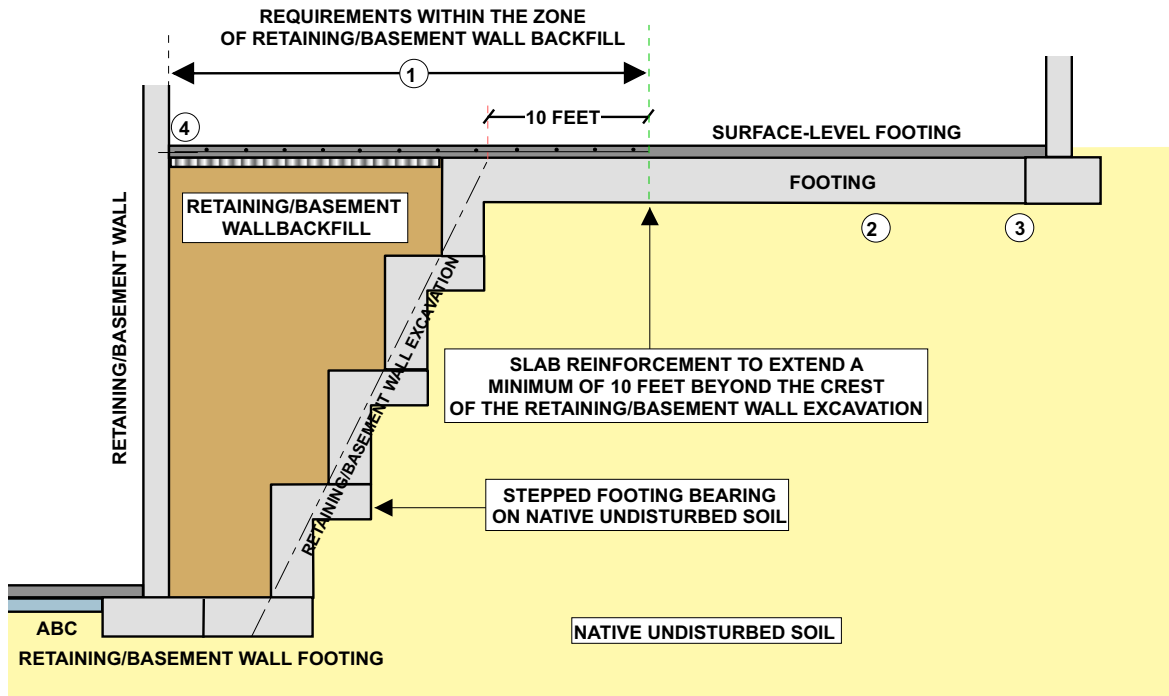 REQUIREMENTS WITHIN THE ZONE
OF RETAINING/BASEMENT WALL BACKFILL
1
10 FEET
4
SURFACE-LEVEL FOOTING
FOOTING
RETAINING/BASEMENT
WALLBACKFILL
2
3
RETAINING/BASEMENT WALL
RETAINING/BASEMENT WALL EXCAVATION
SLAB REINFORCEMENT TO EXTEND A
MINIMUM OF 10 FEET BEYOND THE CREST
OF THE RETAINING/BASEMENT WALL EXCAVATION
STEPPED FOOTING BEARING
ON NATIVE UNDISTURBED SOIL
ABC
NATIVE UNDISTURBED SOIL
RETAINING/BASEMENT WALL FOOTING